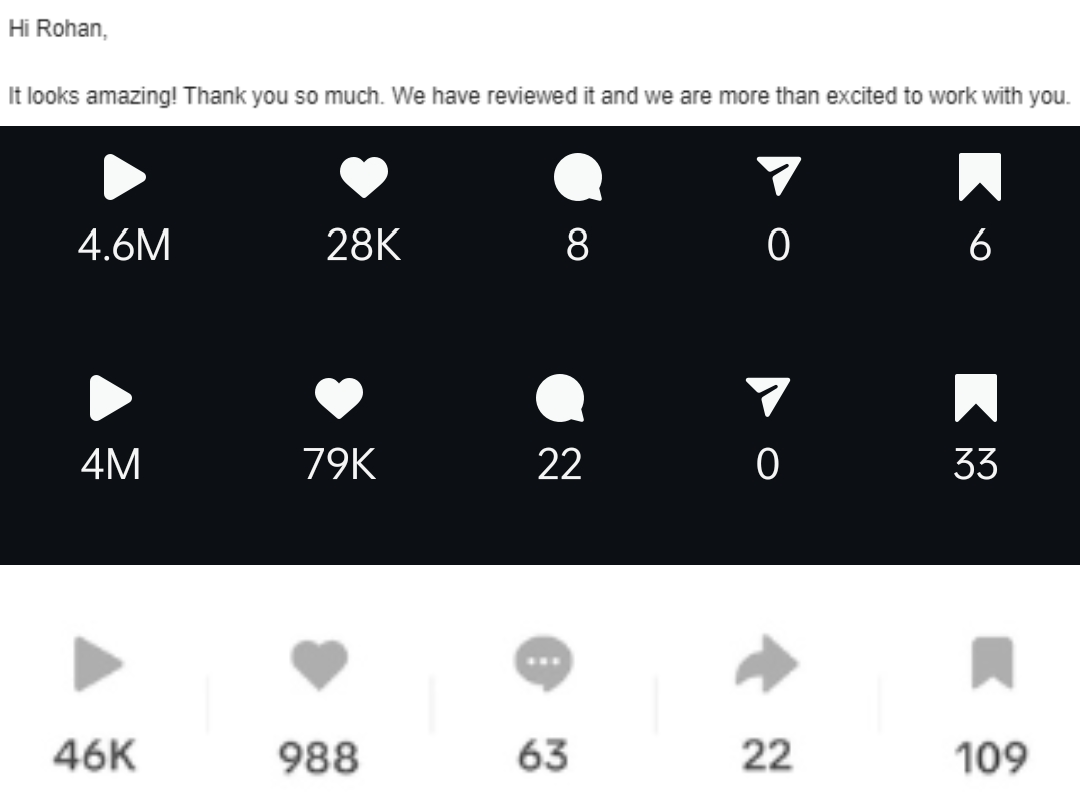 Hi Rohan,
It looks amazing! Thank you so much. We have reviewed it and we are more than excited to work with you.
4.6M 28K 8 0 6
4M 79K 22 0 33
46K 988 63 22 109